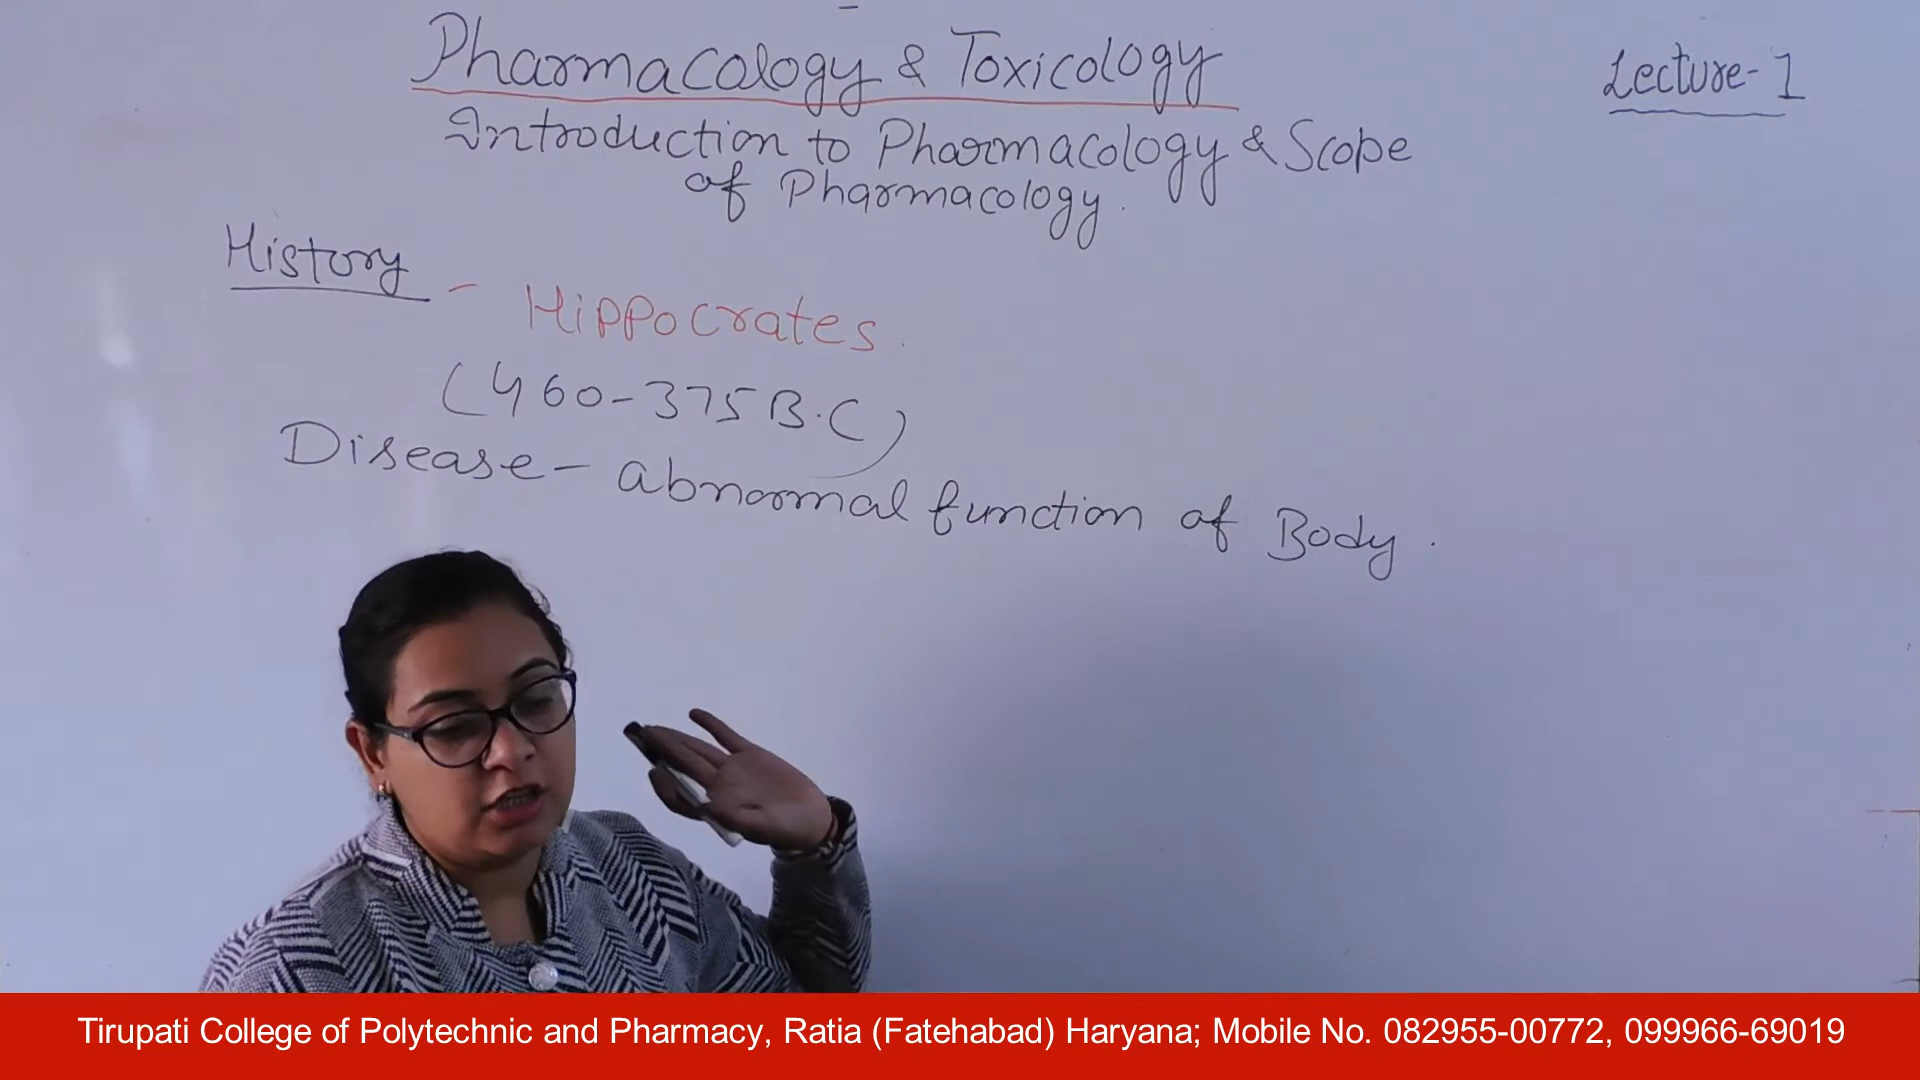 Pharmacology & Toxicology
Lecture-1
Introduction to Pharmacology & Scope
of Pharmacology.
History - Hippocrates.
(460-375B.C)
Disease - abnormal function of Body.
Tirupati College of Polytechnic and Pharmacy, Ratia (Fatehabad) Haryana; Mobile No. 082955-00772, 099966-69019